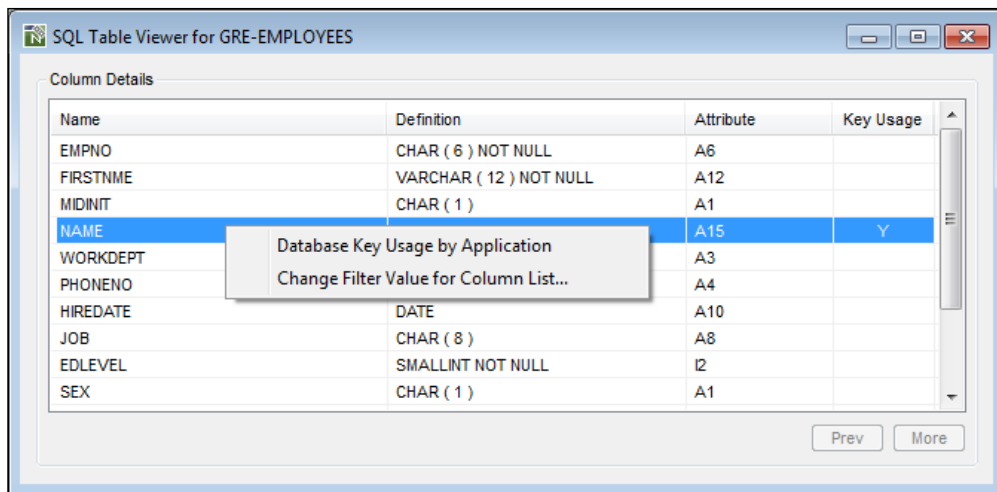 SQL Table Viewer for GRE-EMPLOYEES
Column Details
Name Definition Attribute Key Usage
EMPNO CHAR ( 6 ) NOT NULL A6
FIRSTNME VARCHAR ( 12 ) NOT NULL A12
MIDINIT CHAR ( 1 ) A1
NAME A15 Y
Database Key Usage by Application
WORKDEPT A3
Change Filter Value for Column List...
PHONENO A4
HIREDATE DATE A10
JOB CHAR ( 8 ) A8
EDLEVEL SMALLINT NOT NULL I2
SEX CHAR ( 1 ) A1
Prev More